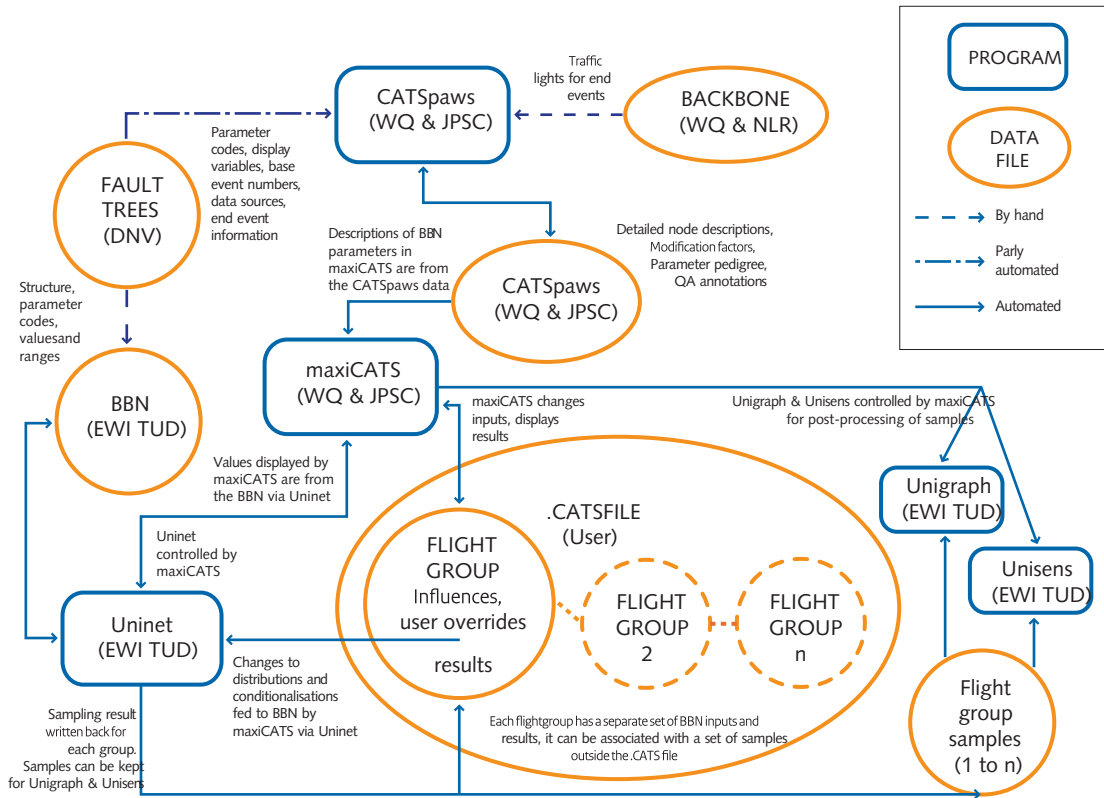 PROGRAM
DATA
FILE
By hand
Parly
automated
Automated
CATSpaws
(WQ & JPSC)
Traffic
lights for end
events
BACKBONE
(WQ & NLR)
FAULT
TREES
(DNV)
Parameter
codes, display
variables, base
event numbers,
data sources,
end event
information
Descriptions of BBN
parameters in
maxiCATS are from
the CATSpaws data
CATSpaws
(WQ & JPSC)
Detailed node descriptions,
Modification factors,
Parameter pedigree,
QA annotations
Structure,
parameter
codes,
valuesand
ranges
maxiCATS
(WQ & JPSC)
BBN
(EWI TUD)
maxiCATS changes
inputs, displays
results
Unigraph & Unisens controlled by maxiCATS
for post-processing of samples
Values displayed by
maxiCATS are from
the BBN via Uninet
Unigraph
(EWI TUD)
.CATSFILE
(User)
Uninet
controlled by
maxiCATS
FLIGHT
GROUP
Influences,
user overrides
results
FLIGHT
GROUP
2
FLIGHT
GROUP
n
Unisens
(EWI TUD)
Uninet
(EWI TUD)
Changes to
distributions and
conditionalisations
fed to BBN by
maxiCATS via Uninet
Sampling result
written back for
each group.
Samples can be kept
for Unigraph & Unisers
Each flightgroup has a separate set of BBN inputs and
results, it can be associated with a set of samples
outside the .CATS file
Flight
group
samples
(1 to n)